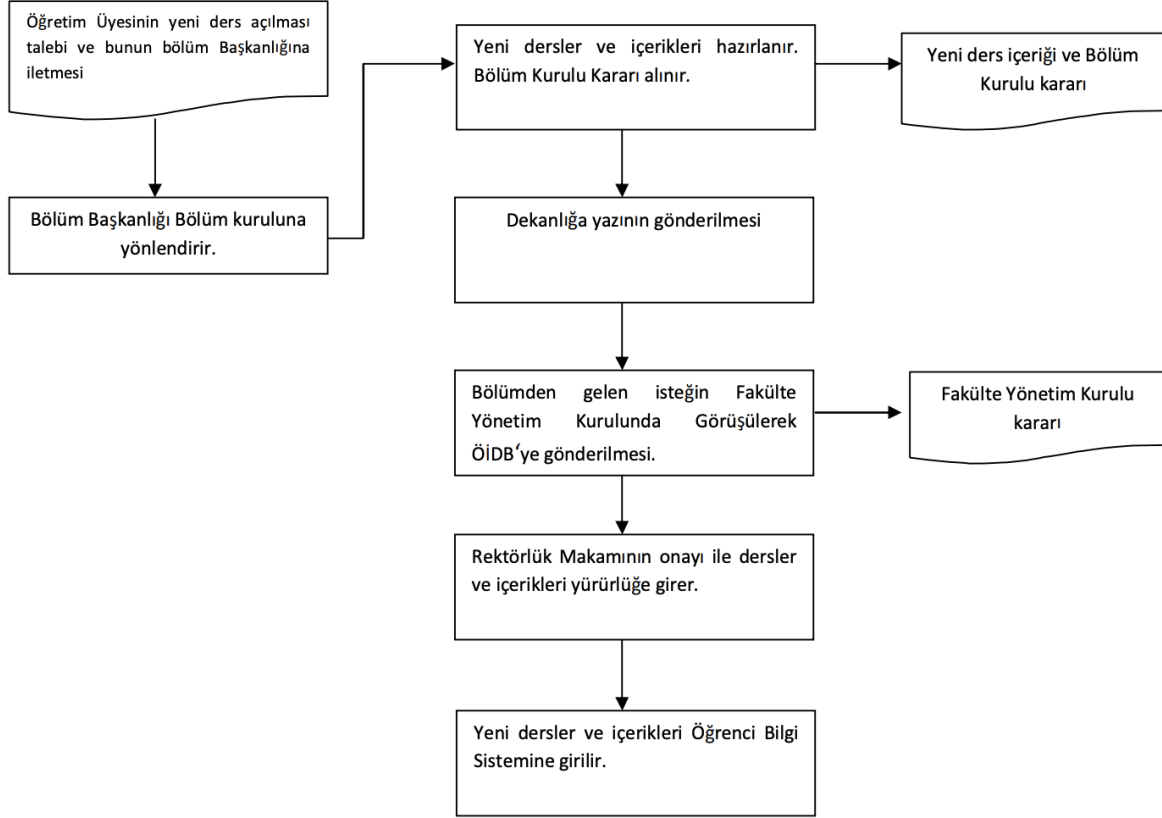 Öğretim Üyesinin yeni ders açılması
talebi ve bunun bölüm Başkanlığına
iletmesi
Bölüm Başkanlığı Bölüm kuruluna
yönlendirir.
Yeni dersler ve içerikleri hazırlanır.
Bölüm Kurulu Kararı alınır.
Yeni ders içeriği ve Bölüm
Kurulu kararı
Dekanlığa yazının gönderilmesi
Bölümden gelen isteğin Fakülte
Yönetim Kurulunda Görüşülerek
ÖİDB‘ye gönderilmesi.
Fakülte Yönetim Kurulu
kararı
Rektörlük Makamının onayı ile dersler
ve içerikleri yürürlüğe girer.
Yeni dersler ve içerikleri Öğrenci Bilgi
Sistemine girilir.